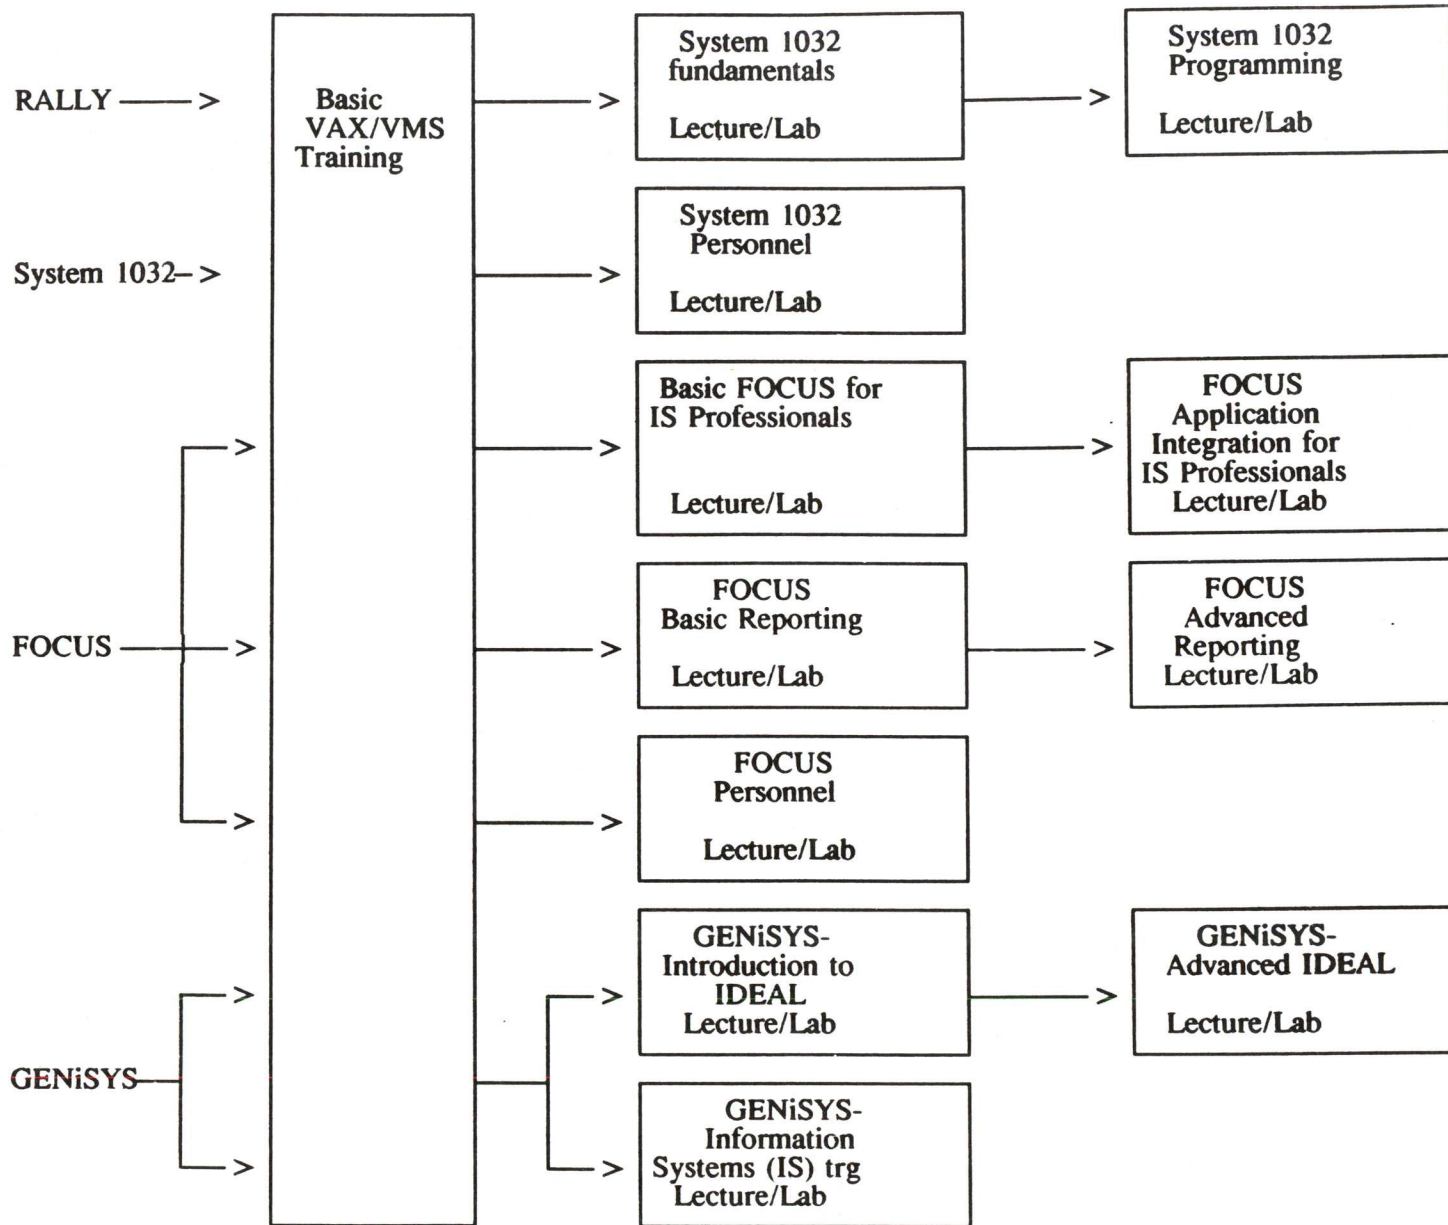 RALLY
System 1032
FOCUS
GENiSYS
Basic
VAX/VMS
Training
System 1032
fundamentals
Lecture/Lab
System 1032
Programming
Lecture/Lab
System 1032
Personnel
Lecture/Lab
Basic FOCUS for
IS Professionals
Lecture/Lab
FOCUS
Application
Integration for
IS Professionals
Lecture/Lab
FOCUS
Basic Reporting
Lecture/Lab
FOCUS
Advanced
Reporting
Lecture/Lab
FOCUS
Personnel
Lecture/Lab
GENiSYS-
Introduction to
IDEAL
Lecture/Lab
GENiSYS-
Advanced IDEAL
Lecture/Lab
GENiSYS-
Information
Systems (IS) trg
Lecture/Lab